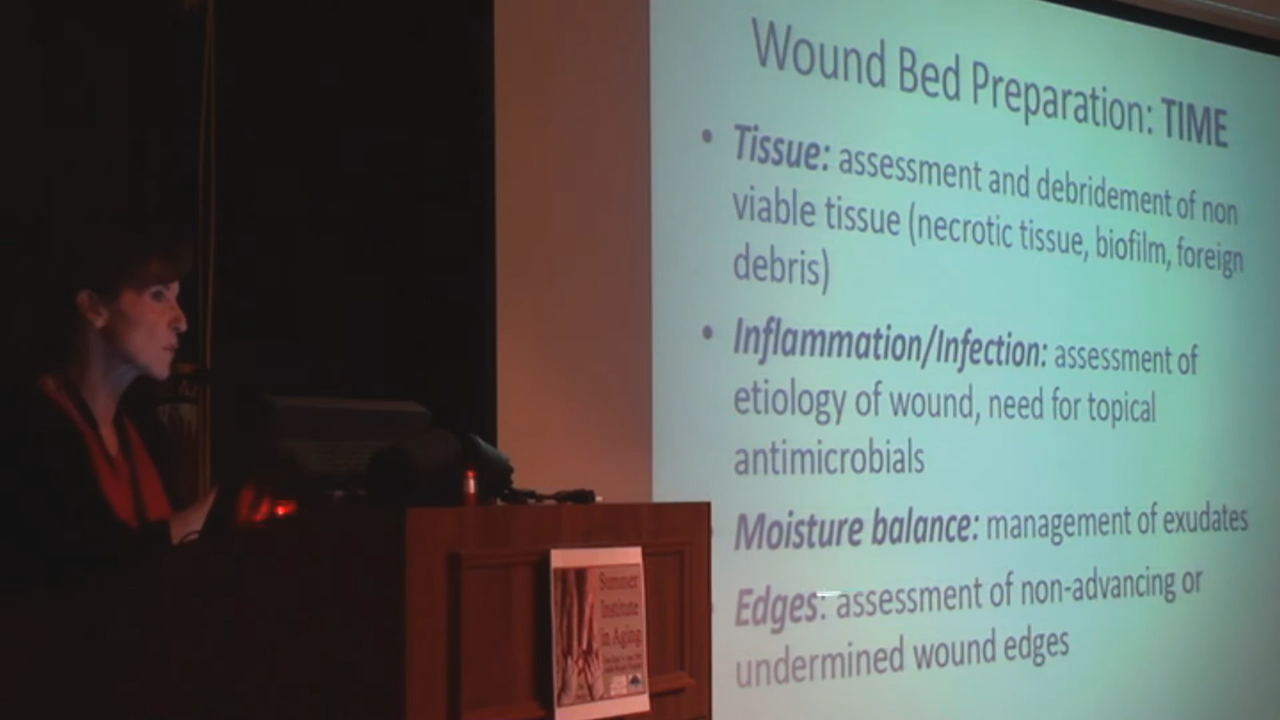 Wound Bed Preparation: TIME
• Tissue: assessment and debridement of non
viable tissue (necrotic tissue, biofilm, foreign
debris)
• Inflammation/Infection: assessment of
etiology of wound, need for topical
antimicrobials
Moisture balance: management of exudates
Edges: assessment of non-advancing or
undermined wound edges
Summer
Institute
in Aging